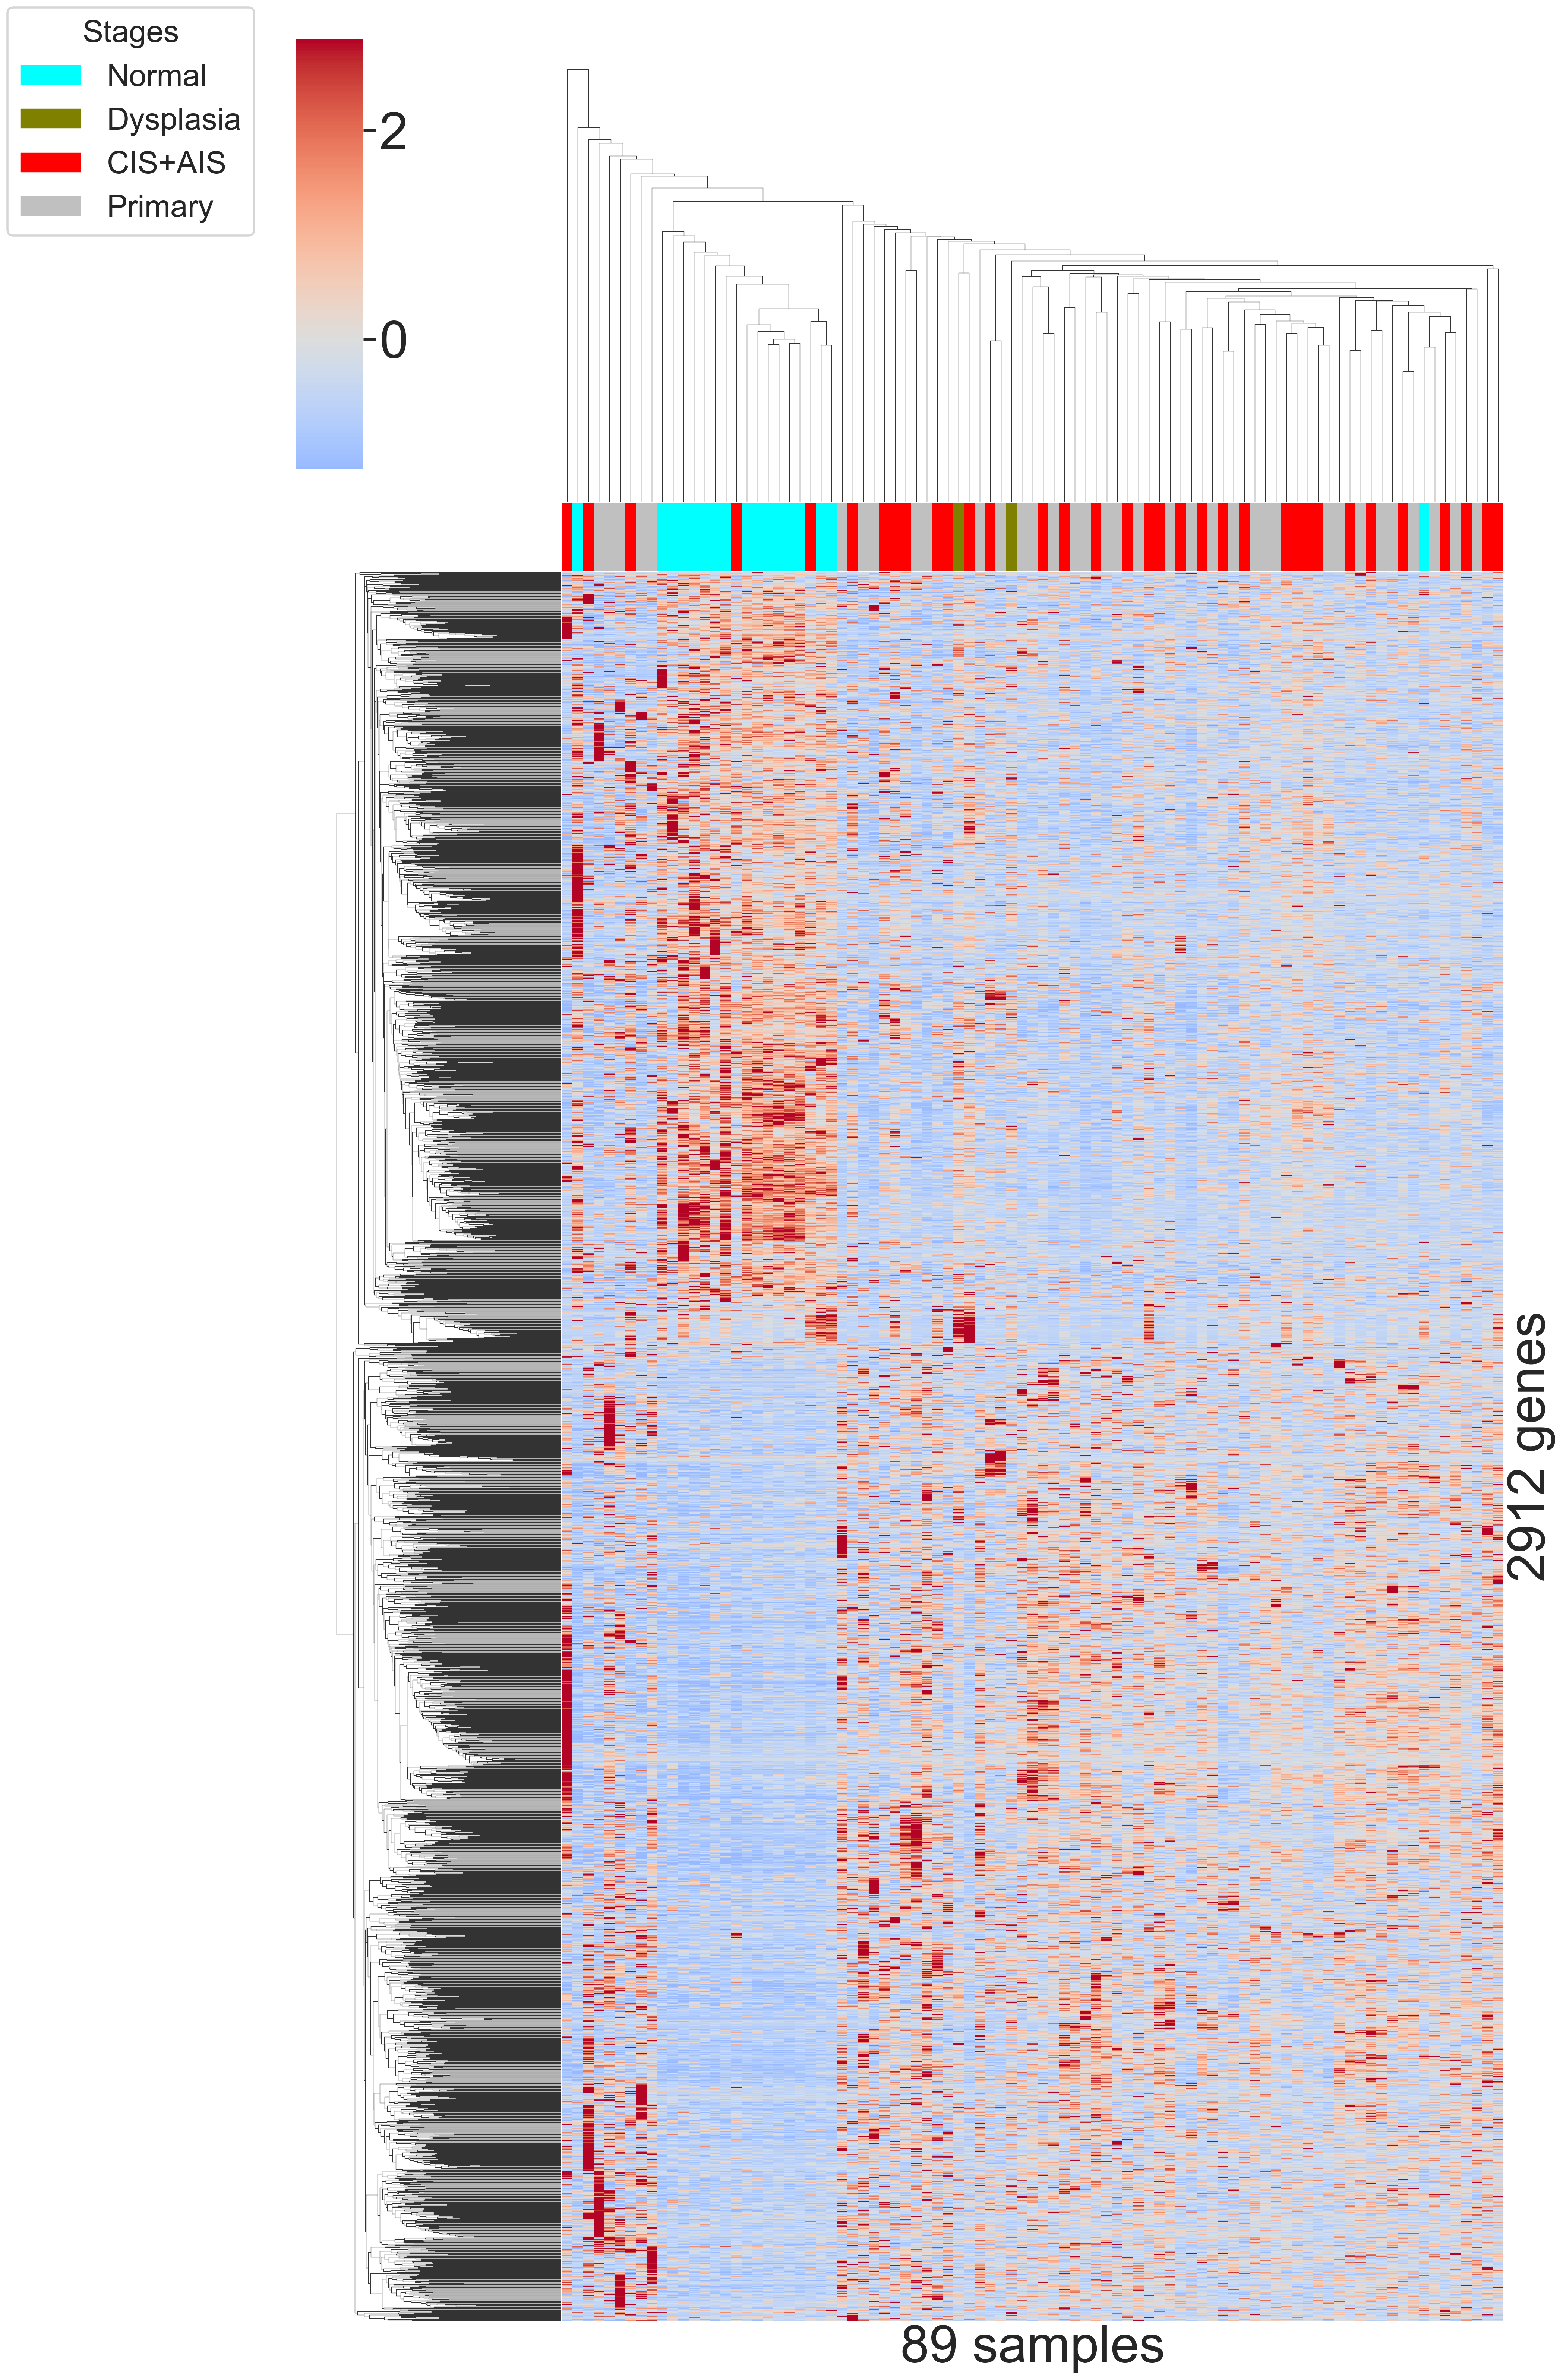 Stages
Normal
Dysplasia
CIS+AIS
Primary
2
0
2912 genes
89 samples